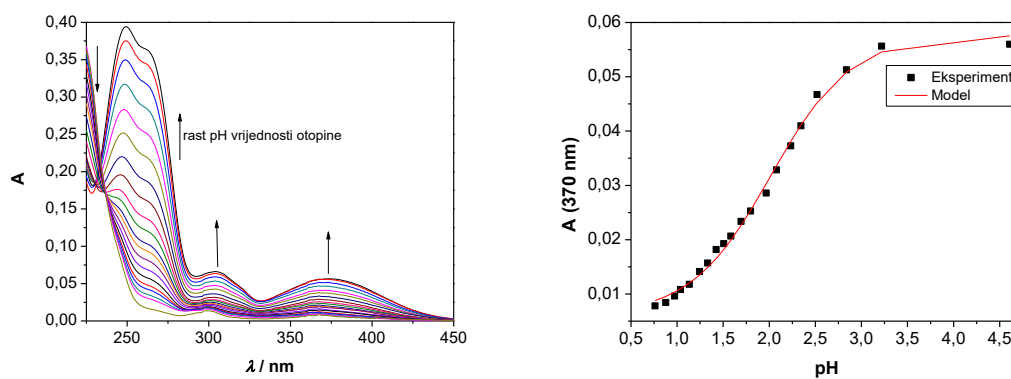 0,40
0,35
0,30
0,25
0,20
0,15
0,10
0,05
0,00
A
rast pH vrijednosti otopine
250 300 350 400 450
λ / nm
0,06
0,05
0,04
0,03
0,02
0,01
A (370 nm)
Eksperiment
Model
0,5 1,0 1,5 2,0 2,5 3,0 3,5 4,0 4,5
pH